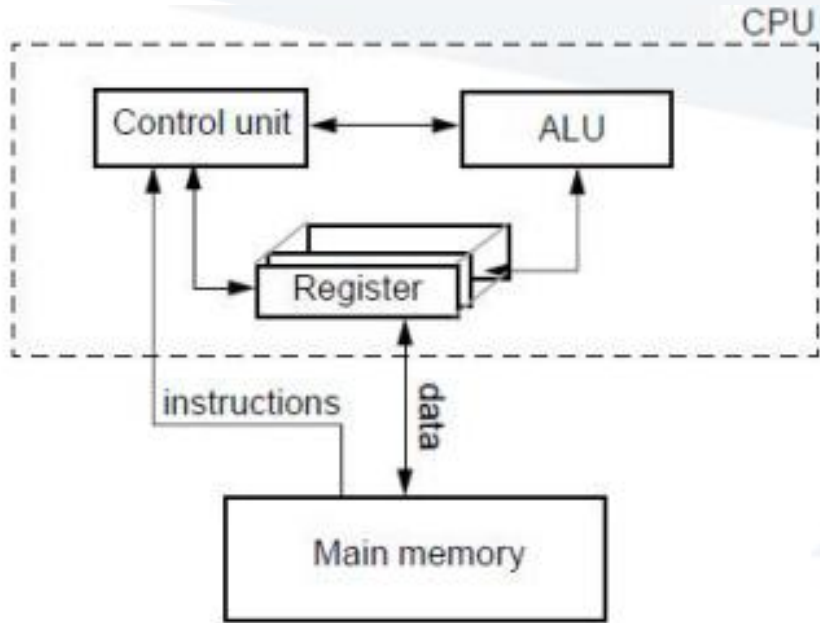 CPU
Control unit
ALU
Register
instructions
data
Main memory